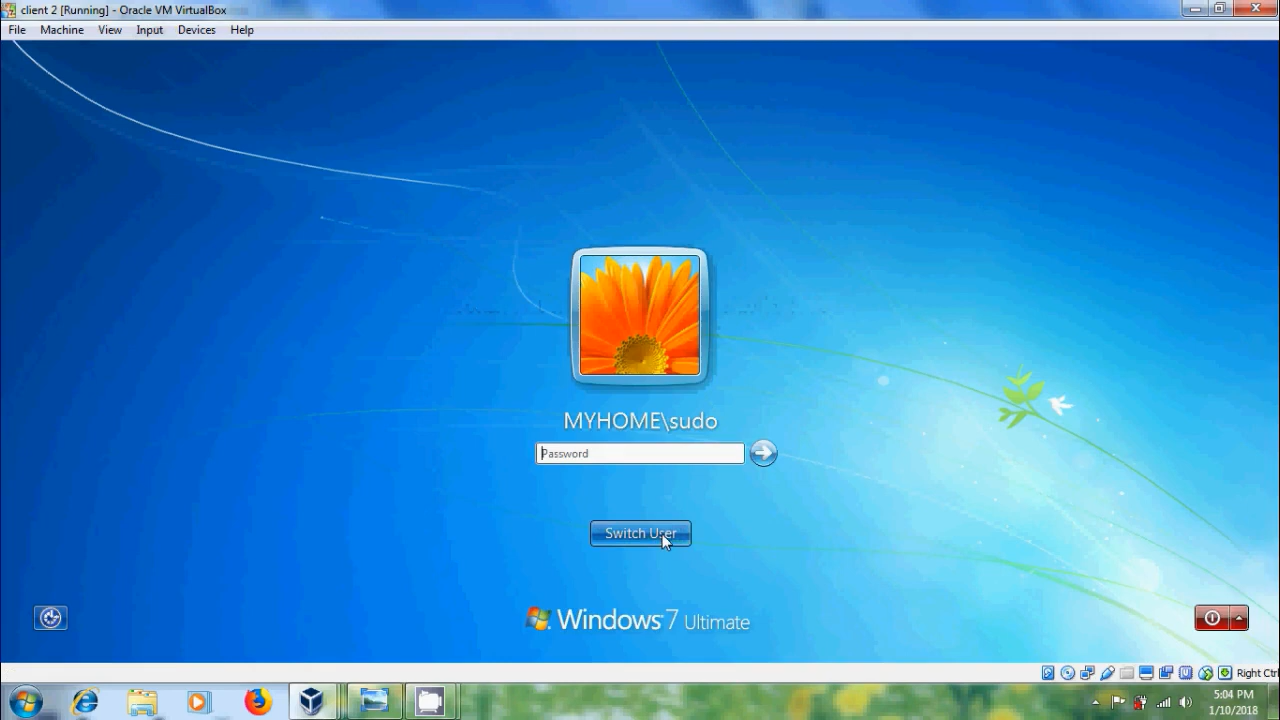 client 2 [Running] - Oracle VM VirtualBox
File Machine View Input Devices Help
MYHOME\sudo
Password
Switch User
Windows 7 Ultimate
Right Ctrl
5:04 PM
1/10/2018